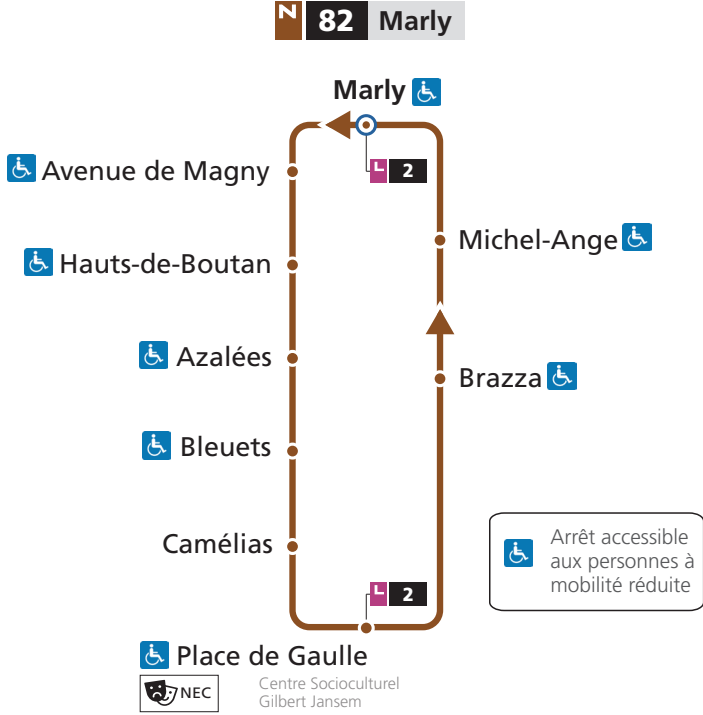 N 82 Marly
Marly
L 2
Avenue de Magny
Michel-Ange
Hauts-de-Boutan
Azalées
Brazza
Bleuets
Camélias
Arrêt accessible
aux personnes à
mobilité réduite
L 2
Place de Gaulle
NEC
Centre Socioculturel
Gilbert Jansem